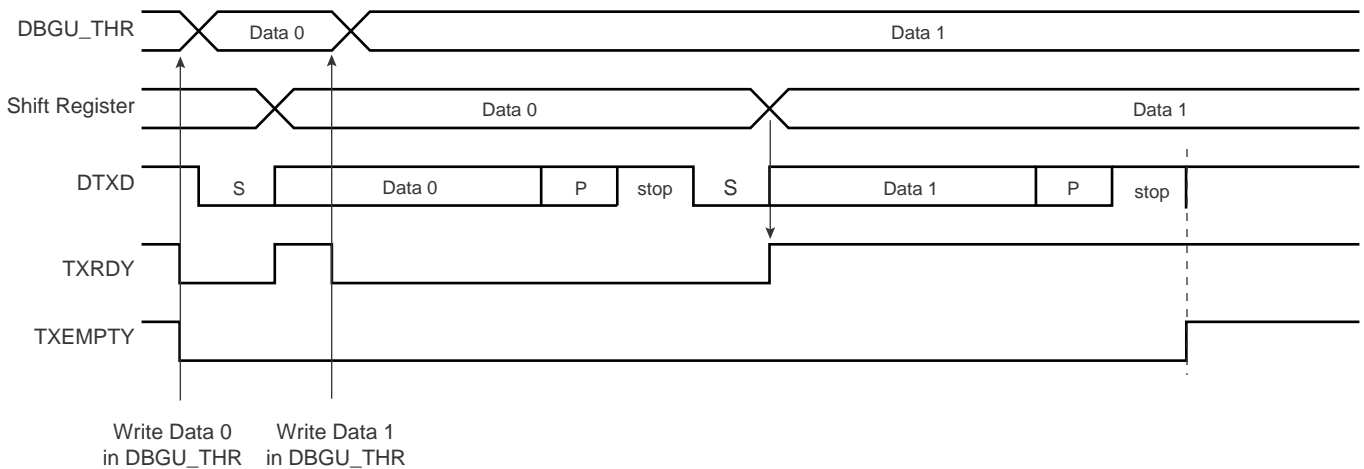 DBGU_THR Data 0 Data 1
Shift Register Data 0 Data 1
DTXD S Data 0 P stop S Data 1 P stop
TXRDY
TXEMPTY
Write Data 0 Write Data 1
in DBGU_THR in DBGU_THR